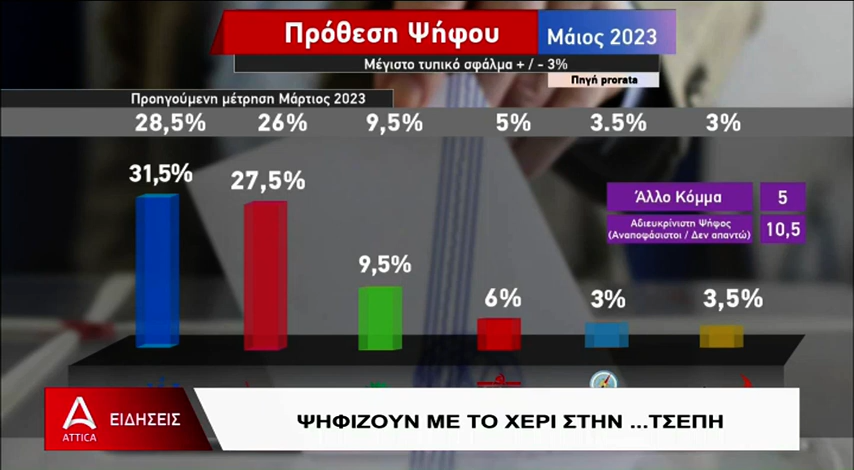 Πρόθεση Ψήφου
Μάιος 2023
Μέγιστο τυπικό σφάλμα + / - 3%
Πηγή prorata
Προηγούμενη μέτρηση Μάρτιος 2023
28,5% 26% 9,5% 5% 3.5% 3%
31,5% 27,5% 9,5% 6% 3% 3,5%
Άλλο Κόμμα 5
Αδιευκρίνιστη Ψήφος
(Αναποφάσιστοι / Δεν απαντώ) 10,5
ATTICA
ΕΙΔΗΣΕΙΣ
ΨΗΦΙΖΟΥΝ ΜΕ ΤΟ ΧΕΡΙ ΣΤΗΝ ...ΤΣΕΠΗ